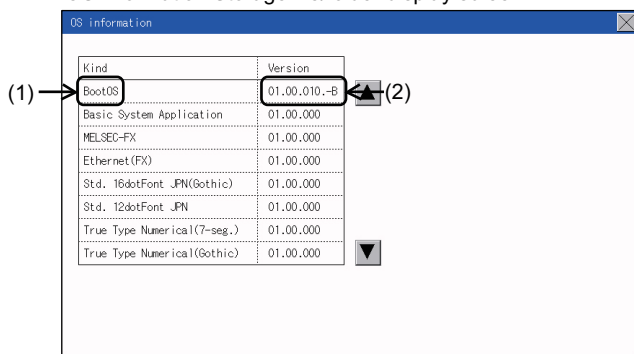 OS information
Kind Version
(1) BootOS 01.00.010.-B (2)
Basic System Application 01.00.000
MELSEC-FX 01.00.000
Ethernet(FX) 01.00.000
Std. 16dotFont JPN(Gothic) 01.00.000
Std. 12dotFont JPN 01.00.000
True Type Numerical(7-seg.) 01.00.000
True Type Numerical(Gothic) 01.00.000